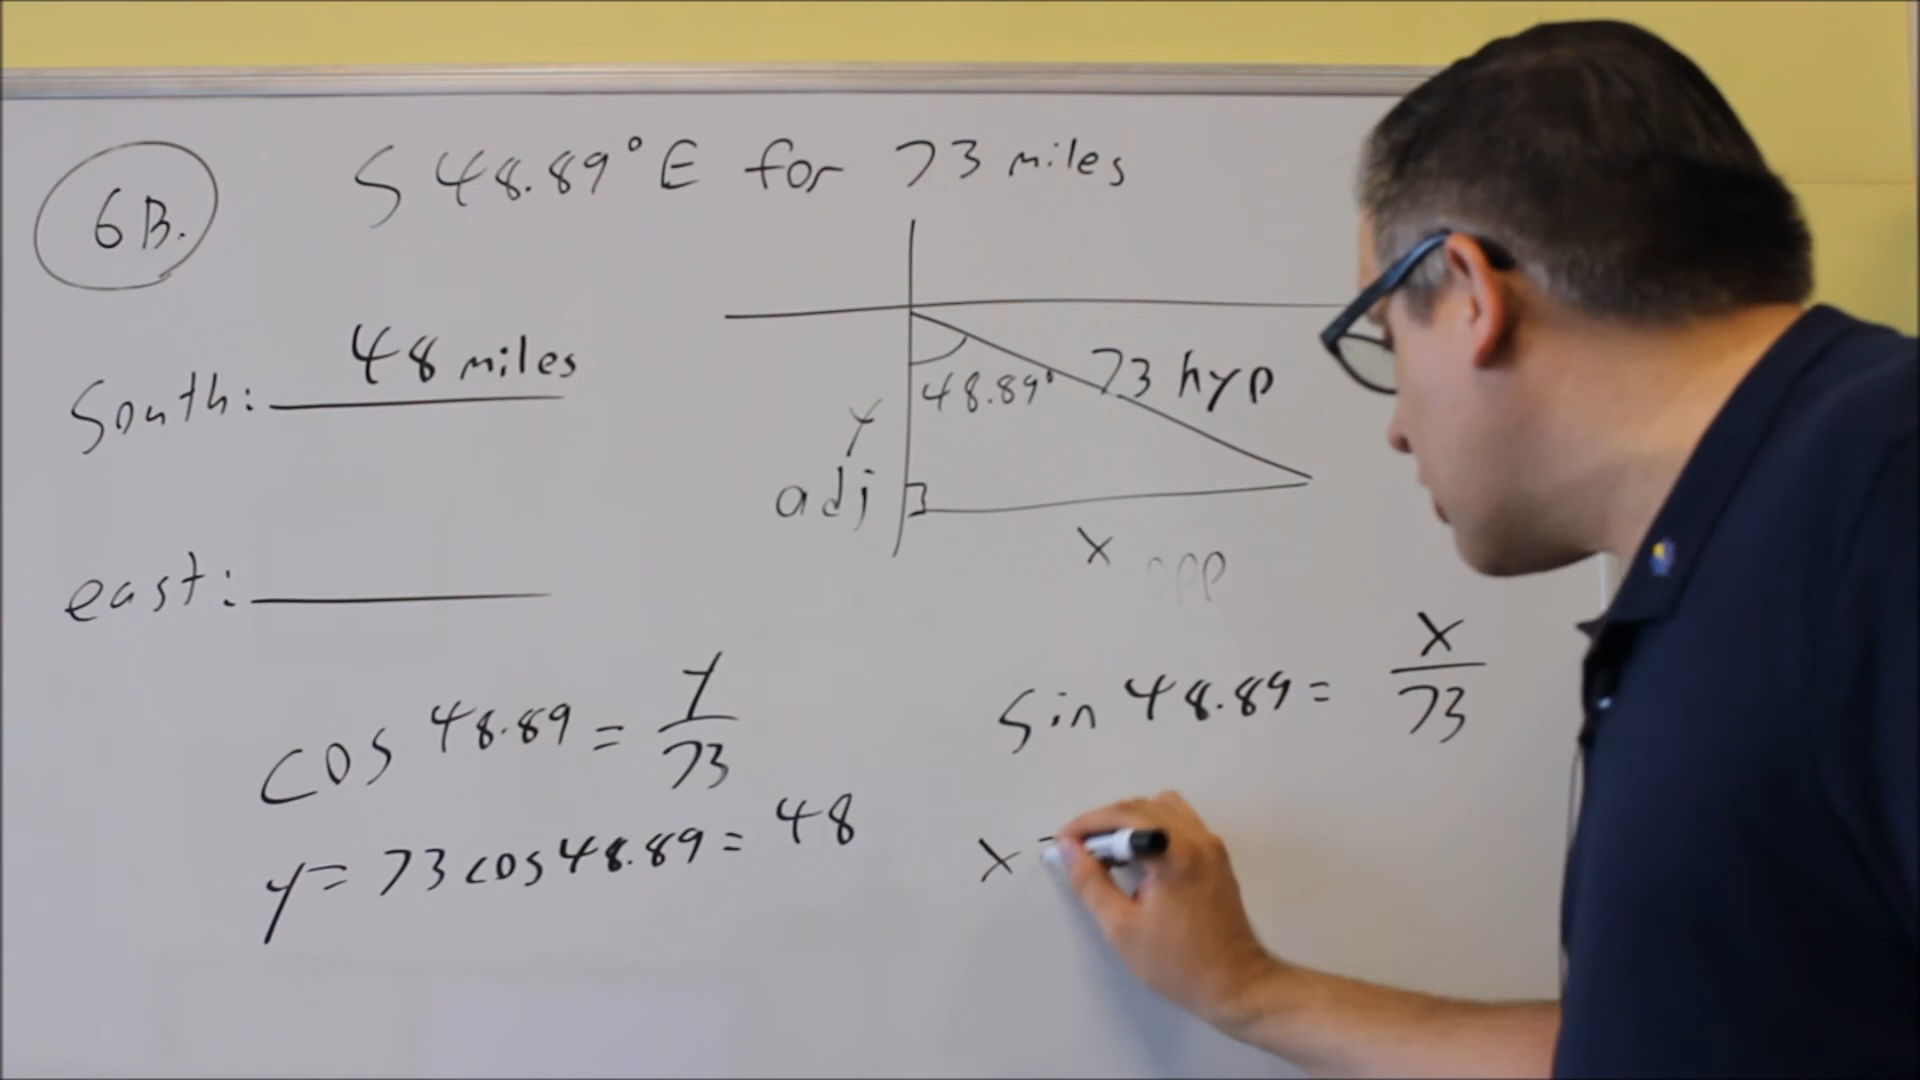 6B.
S 48.89° E for 73 miles
South: 48 miles
east:
48.89°
73 hyp
y
adj
x
opp
cos 48.89 = y/73
y = 73 cos 48.89 = 48
sin 48.89 = x/73
x =